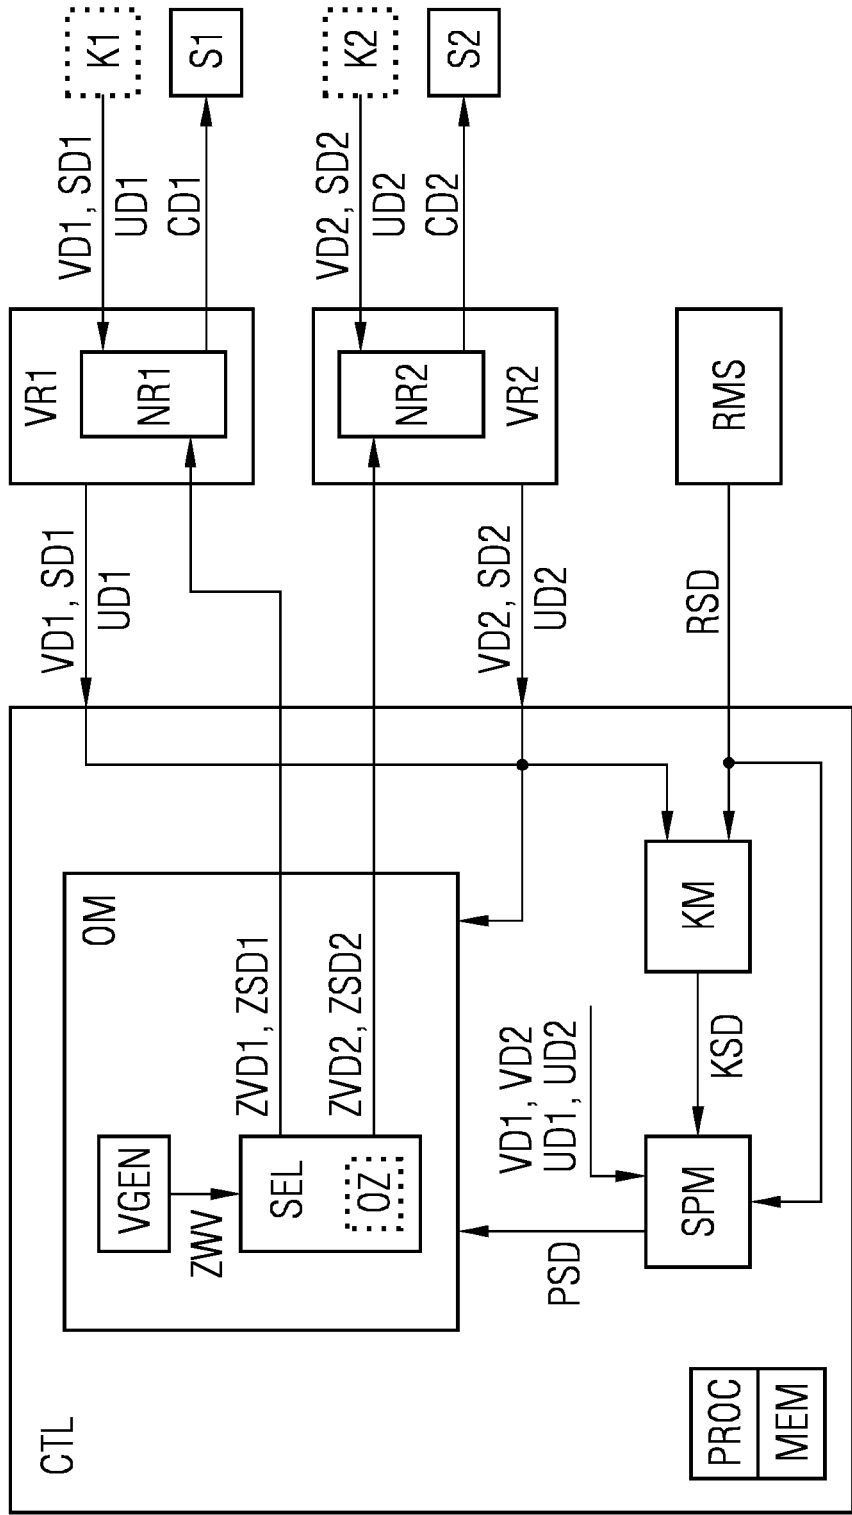 CTL
OM
VGEN
ZWV
SEL
OZ
ZVD1, ZSD1
ZVD2, ZSD2
PROC
MEM
PSD
SPM
VD1, VD2
UD1, UD2
KSD
KM
VD1, SD1
UD1
VD2, SD2
UD2
RSD
VR1
NR1
NR2
VR2
RMS
VD1, SD1
UD1
CD1
VD2, SD2
UD2
CD2
K1
S1
K2
S2